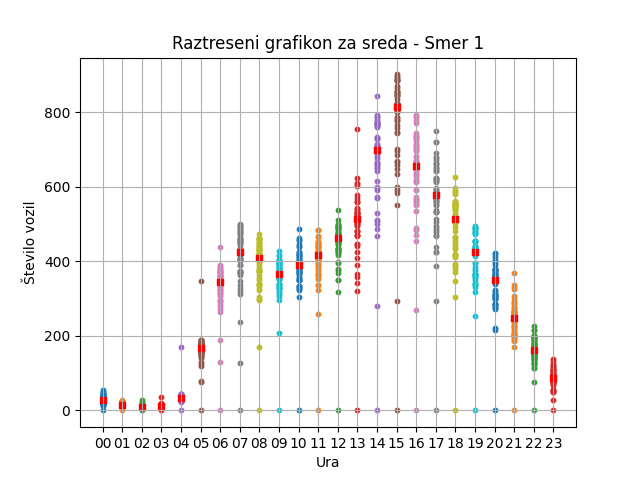 Raztreseni grafikon za sreda - Smer 1
Število vozil
800
600
400
200
0
00 01 02 03 04 05 06 07 08 09 10 11 12 13 14 15 16 17 18 19 20 21 22 23
Ura